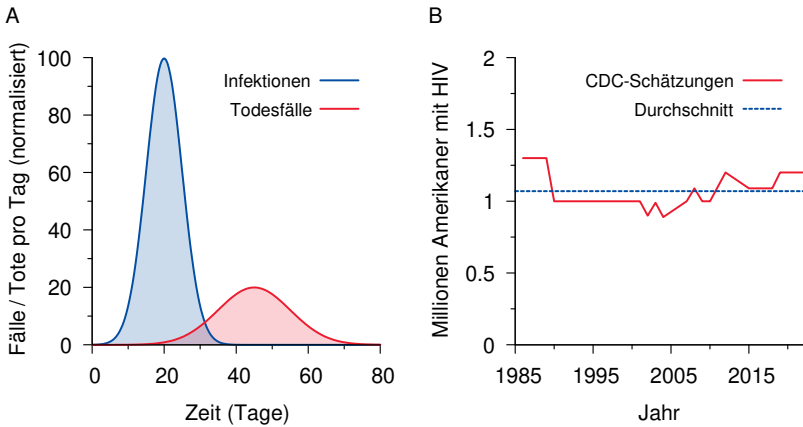 A
Fälle / Tote pro Tag (normalisiert)
100
80
60
40
20
0
Infektionen
Todesfälle
0 20 40 60 80
Zeit (Tage)
B
Millionen Amerikaner mit HIV
2
1.5
1
0.5
0
CDC-Schätzungen
Durchschnitt
1985 1995 2005 2015
Jahr